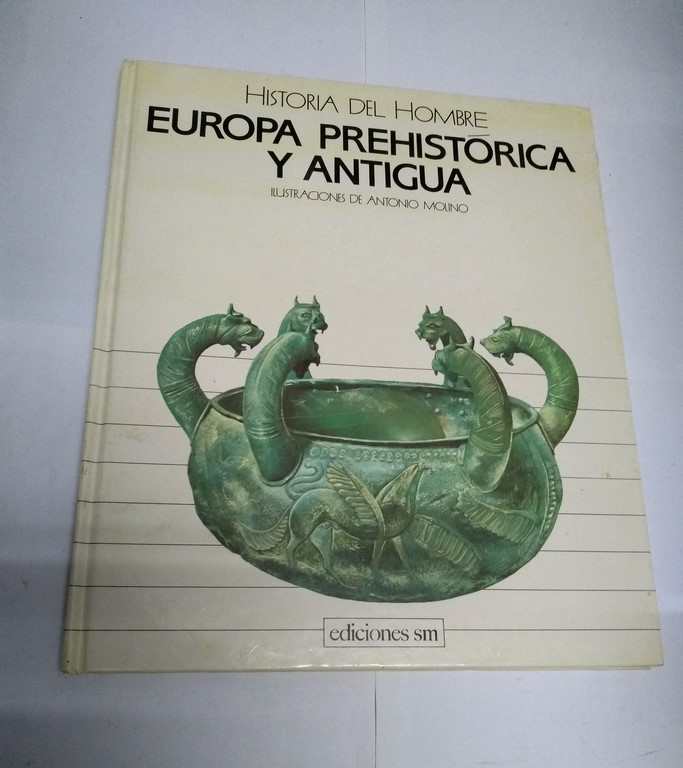 HISTORIA DEL HOMBRE
EUROPA PREHISTÓRICA
Y ANTIGUA
ILUSTRACIONES DE ANTONIO MOLINO
ediciones sm